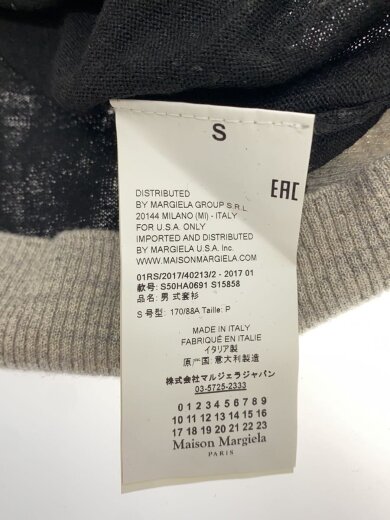 S
DISTRIBUTED
BY MARGIELA GROUP S.R.L
20144 MILANO (MI) - ITALY
FOR U.S.A. ONLY
IMPORTED AND DISTRIBUTED
BY MARGIELA U.S.A. Inc.
WWW.MAISONMARGIELA.COM
EAC
01RS/2017/40213/2 - 2017 01
款号: S50HA0691 S15858
品名: 男 式 套衫
S 号型: 170/88A Taille: P
MADE IN ITALY
FABRIQUÉ EN ITALIE
イタリア製
原产国: 意大利製造
株式会社マルジェラジャパン
03-5725-2333
0 1 2 3 4 5 6 7 8 9
10 11 12 13 14 15 16
17 18 19 20 21 22 23
Maison Margiela
PARIS